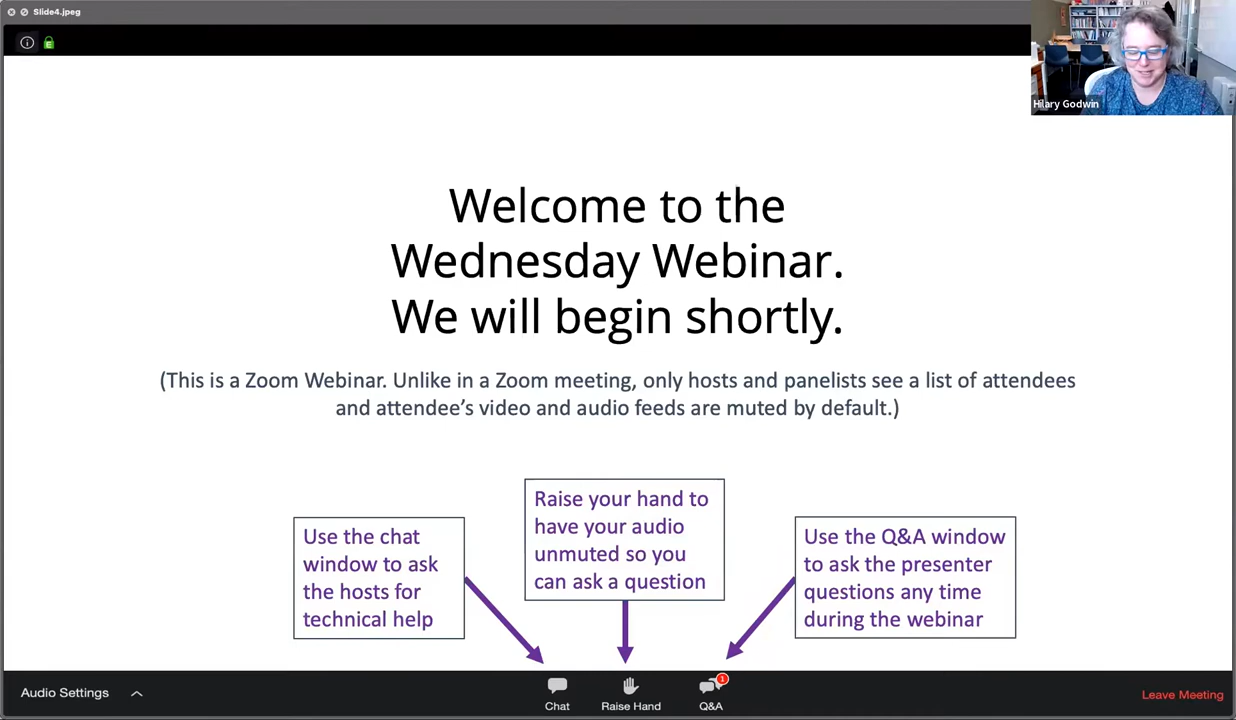 Slide4.jpeg
E
Hilary Godwin
Welcome to the
Wednesday Webinar.
We will begin shortly.
(This is a Zoom Webinar. Unlike in a Zoom meeting, only hosts and panelists see a list of attendees
and attendee’s video and audio feeds are muted by default.)
Use the chat
window to ask
the hosts for
technical help
Raise your hand to
have your audio
unmuted so you
can ask a question
Use the Q&A window
to ask the presenter
questions any time
during the webinar
Audio Settings
Chat
Raise Hand
1
Q&A
Leave Meeting